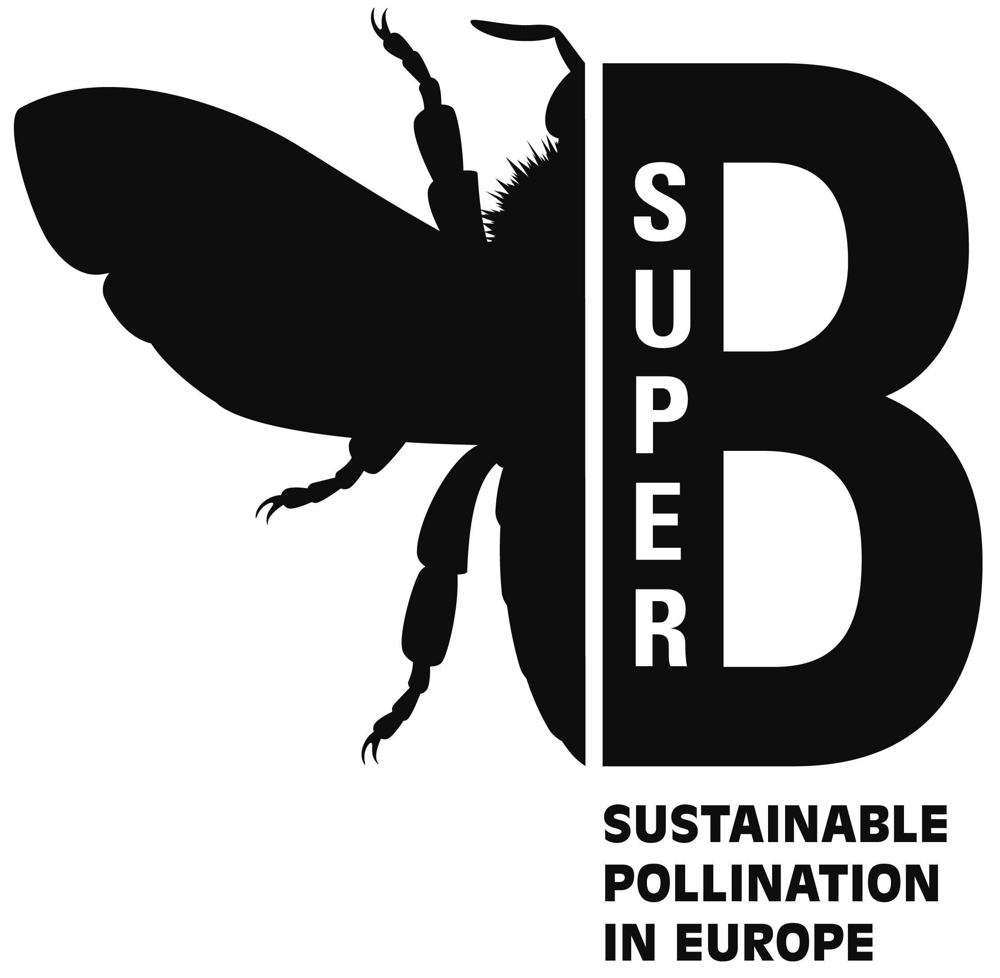 SUPER
B
SUSTAINABLE
POLLINATION
IN EUROPE